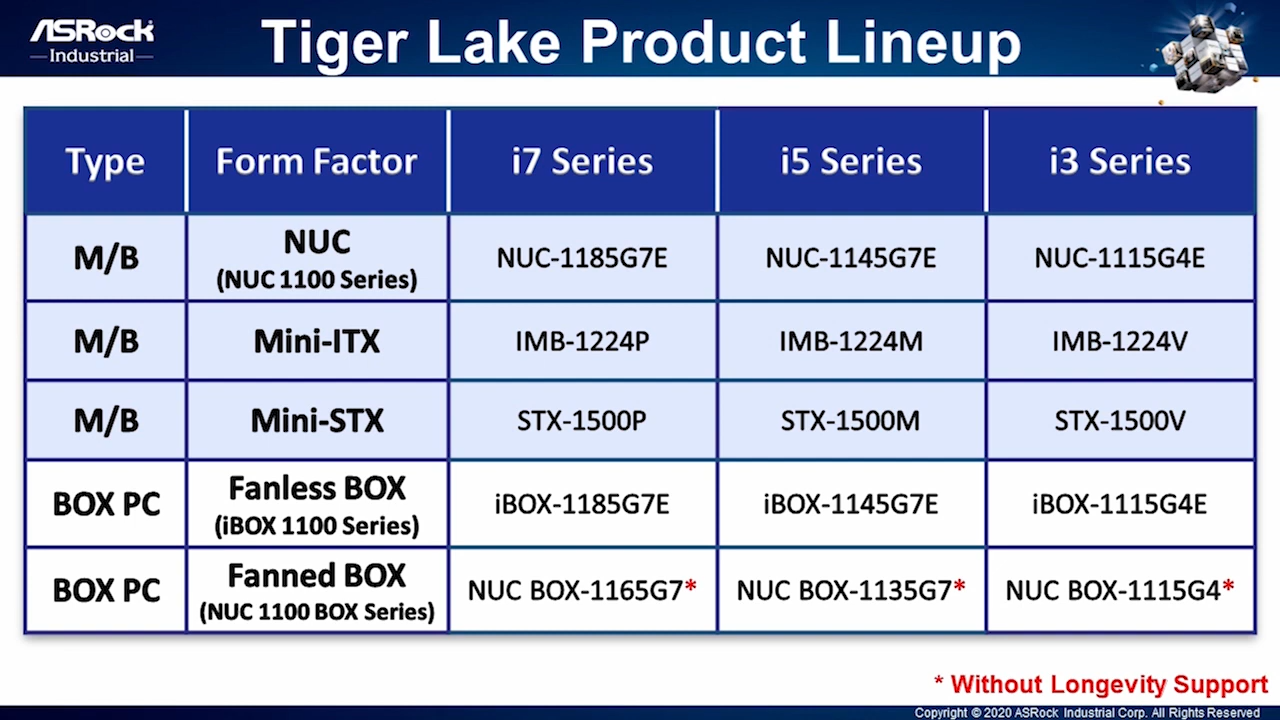 ASRock
Industrial
Tiger Lake Product Lineup
Type Form Factor i7 Series i5 Series i3 Series
M/B NUC NUC-1185G7E NUC-1145G7E NUC-1115G4E
(NUC 1100 Series)
M/B Mini-ITX IMB-1224P IMB-1224M IMB-1224V
M/B Mini-STX STX-1500P STX-1500M STX-1500V
BOX PC Fanless BOX iBOX-1185G7E iBOX-1145G7E iBOX-1115G4E
(iBOX 1100 Series)
BOX PC Fanned BOX NUC BOX-1165G7* NUC BOX-1135G7* NUC BOX-1115G4*
(NUC 1100 BOX Series)
* Without Longevity Support
Copyright © 2020 ASRock Industrial Corp. All Rights Reserved